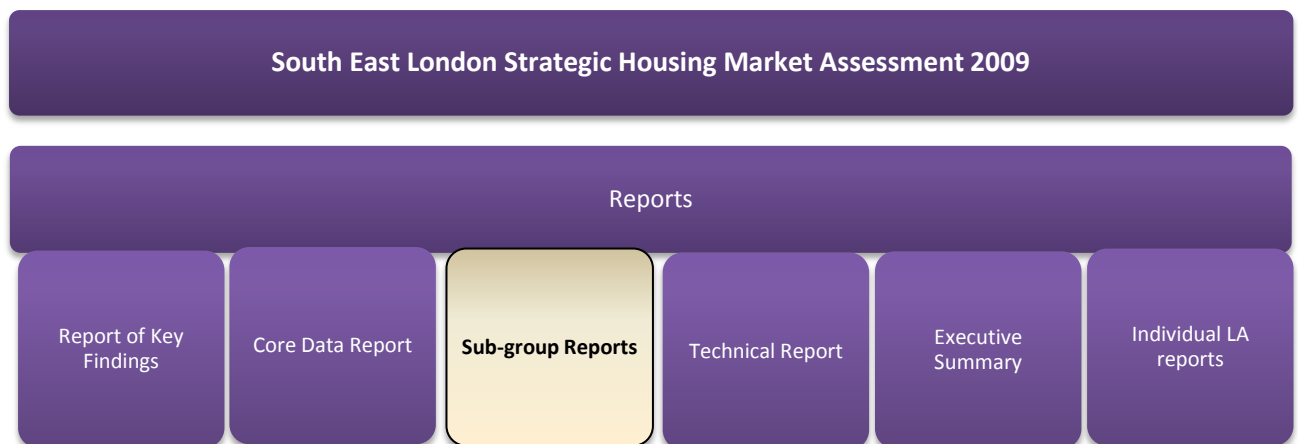 South East London Strategic Housing Market Assessment 2009
Reports
Report of Key
Findings
Core Data Report
Sub-group Reports
Technical Report
Executive
Summary
Individual LA
reports